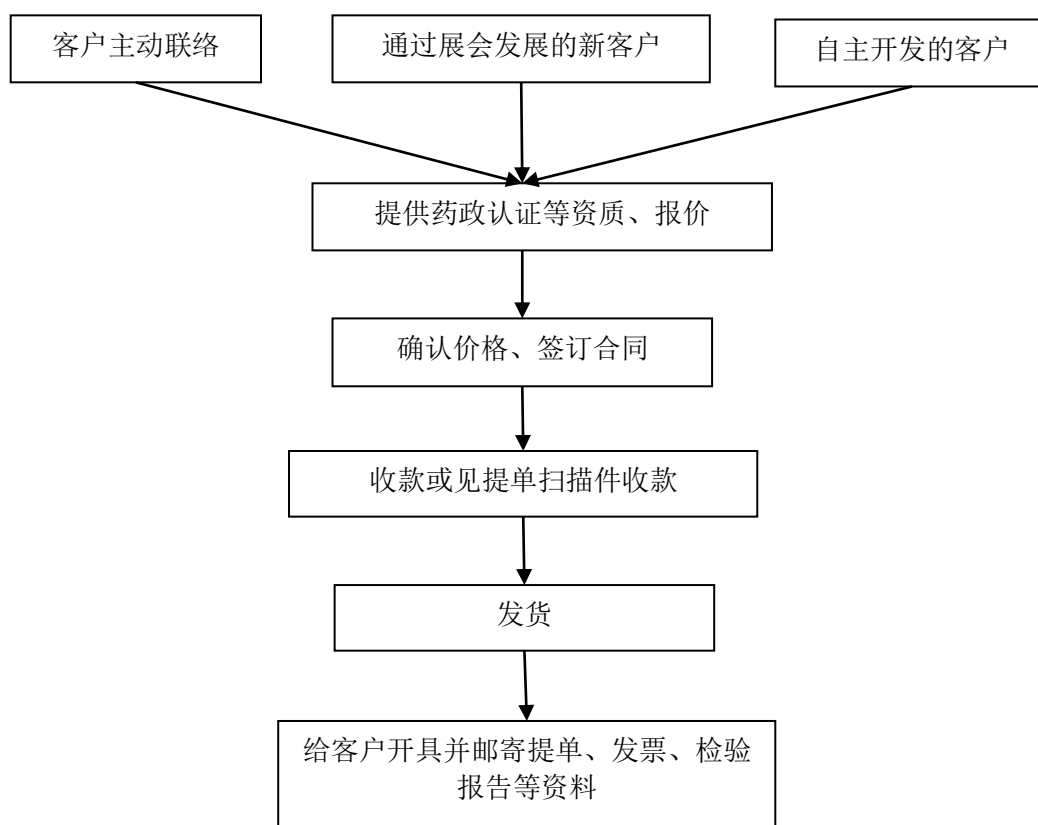 客户主动联络
通过展会发展的新客户
自主开发的客户
提供药政认证等资质、报价
确认价格、签订合同
收款或见提单扫描件收款
发货
给客户开具并邮寄提单、发票、检验
报告等资料